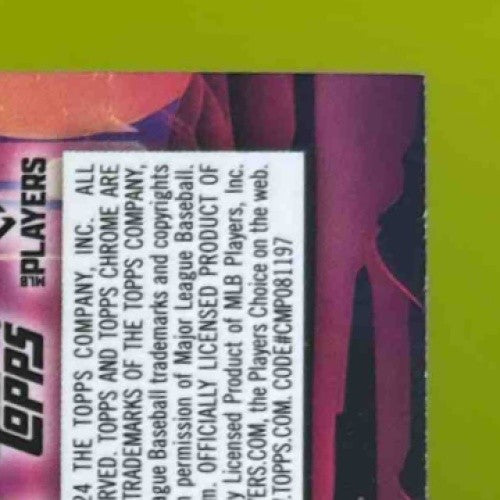 MLB PLAYERS
Topps
24 THE TOPPS COMPANY, INC. ALL
RVED. TOPPS AND TOPPS CHROME ARE
TRADEMARKS OF THE TOPPS COMPANY,
gue Baseball trademarks and copyrights
permission of Major League Baseball.
m. OFFICIALLY LICENSED PRODUCT OF
y Licensed Product of MLB Players, Inc.
ERS.COM, the Players Choice on the web.
TOPPS.COM. CODE#CMP081197